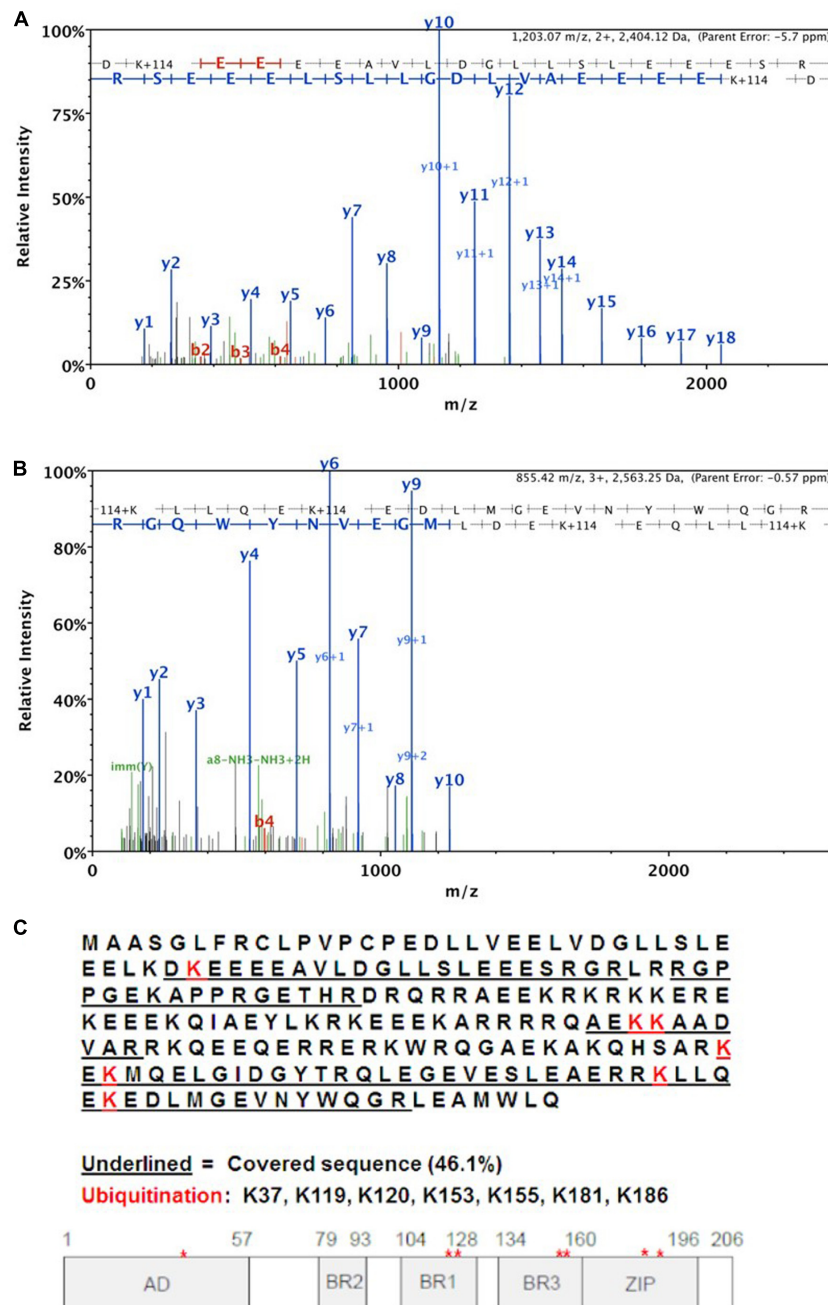 A
100%
1,203.07 m/z, 2+, 2,404.12 Da, (Parent Error: -5.7 ppm)
D K+114 E E E E A V L D G L L S L E E E E S R
R S E E E L S L L G D L V A E E E E K+114 D
75%
50%
25%
0%
Relative Intensity
y1
y2
y3
y4
y5
y6
y7
y8
y9
y10
y10+1
y11
y11+1
y12
y12+1
y13
y13+1
y14
y14+1
y15
y16
y17
y18
b2
b3
b4
0 1000 2000
m/z
B
100%
855.42 m/z, 3+, 2,563.25 Da, (Parent Error: -0.57 ppm)
114+K L L Q E K+114 E D L M G E V N Y W Q G R
R G Q W Y N V E G M L D E K+114 E Q L L 114+K
80%
60%
40%
20%
0%
Relative Intensity
y1
y2
y3
y4
y5
y6
y6+1
y7
y7+1
y8
y9
y9+1
y9+2
y10
imm(Y)
a8-NH3-NH3+2H
b4
0 1000 2000
m/z
C
M A A S G L F R C L P V P C P E D L L V E E L V D G L L S L E
E E L K D K E E E E A V L D G L L S L E E E S R G R L R R G P
P G E K A P P R G E T H R D R Q R R A E E K R K R K K E R E
K E E E K Q I A E Y L K R K E E E K A R R R R Q A E K K A A D
V A R R K Q E E Q E R R E R K W R Q G A E K A K Q H S A R K
E K M Q E L G I D G Y T R Q L E G E V E S L E A E R R K L L Q
E K E D L M G E V N Y W Q G R L E A M W L Q
Underlined = Covered sequence (46.1%)
Ubiquitination: K37, K119, K120, K153, K155, K181, K186
1 57 79 93 104 128 134 160 196 206
* ** ** * *
AD BR2 BR1 BR3 ZIP